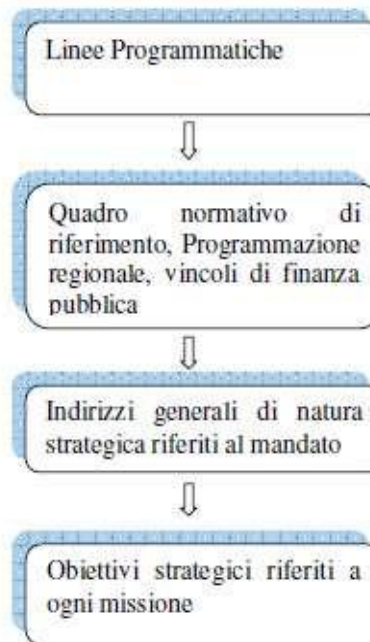 Linee Programmatiche
Quadro normativo di
riferimento, Programmazione
regionale, vincoli di finanza
pubblica
Indirizzi generali di natura
strategica riferiti al mandato
Obiettivi strategici riferiti a
ogni missione